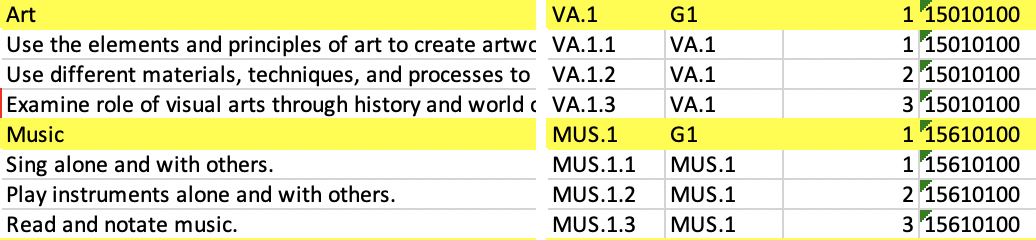 Art VA.1 G1 1 15010100
Use the elements and principles of art to create VA.1.1 VA.1 1 15010100
Use different materials, techniques, and processes to VA.1.2 VA.1 2 15010100
Examine role of visual arts through history and world VA.1.3 VA.1 3 15010100
Music MUS.1 G1 1 15610100
Sing alone and with others. MUS.1.1 MUS.1 1 15610100
Play instruments alone and with others. MUS.1.2 MUS.1 2 15610100
Read and notate music. MUS.1.3 MUS.1 3 15610100